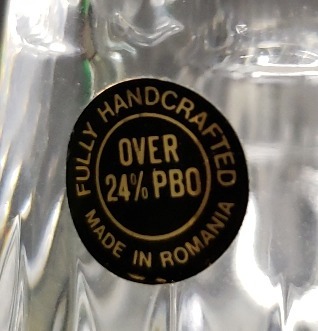 FULLY HANDCRAFTED
OVER
24% PBO
MADE IN ROMANIA